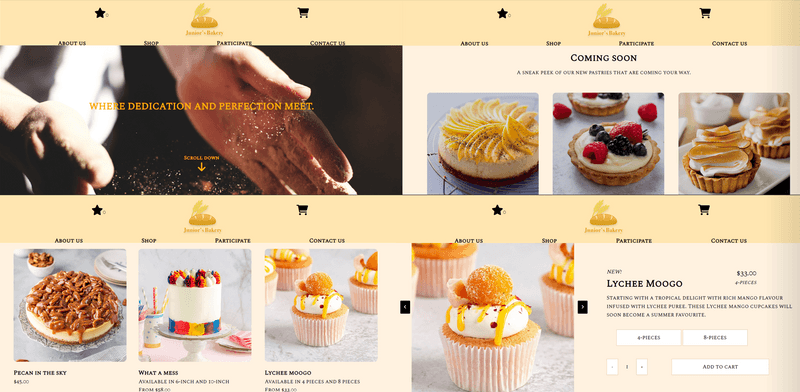 0
Junior's Bakery
About us Shop Participate Contact us
Where dedication and perfection meet.
Scroll down
0
Junior's Bakery
About us Shop Participate Contact us
Coming soon
A sneak peek of our new pastries that are coming your way.
0
Junior's Bakery
About us Shop Participate Contact us
Pecan in the sky
$45.00
What a mess
Available in 6-inch and 10-inch
From $58.00
Lychee Moogo
Available in 4 pieces and 8 pieces
From $33.00
0
Junior's Bakery
About us Shop Participate Contact us
NEW!
Lychee Moogo
$33.00
4-pieces
Starting with a tropical delight with rich mango flavour
infused with lychee puree, these Lychee Mango cupcakes will
soon become a summer favourite.
4-pieces 8-pieces
- 1 +
Add to cart